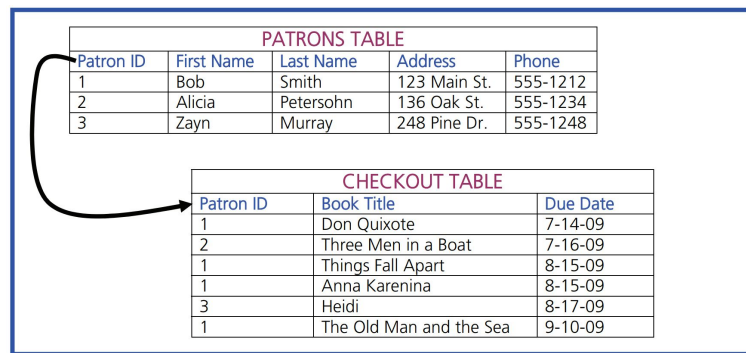 PATRONS TABLE
Patron ID First Name Last Name Address Phone
1 Bob Smith 123 Main St. 555-1212
2 Alicia Petersohn 136 Oak St. 555-1234
3 Zayn Murray 248 Pine Dr. 555-1248
CHECKOUT TABLE
Patron ID Book Title Due Date
1 Don Quixote 7-14-09
2 Three Men in a Boat 7-16-09
1 Things Fall Apart 8-15-09
1 Anna Karenina 8-15-09
3 Heidi 8-17-09
1 The Old Man and the Sea 9-10-09